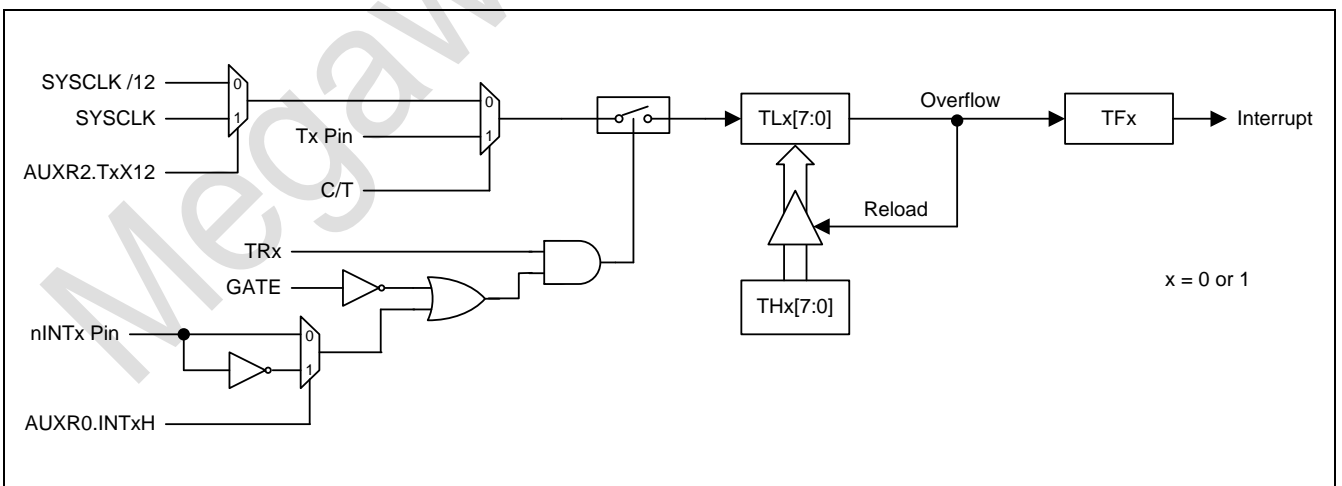 SYSCLK /12
0
SYSCLK
1
AUXR2.TxX12
0
Tx Pin
1
C/T
TLx[7:0]
Overflow
TFx
Interrupt
Reload
TRx
GATE
THx[7:0]
x = 0 or 1
nINTx Pin
0
1
AUXR0.INTxH
Megaw